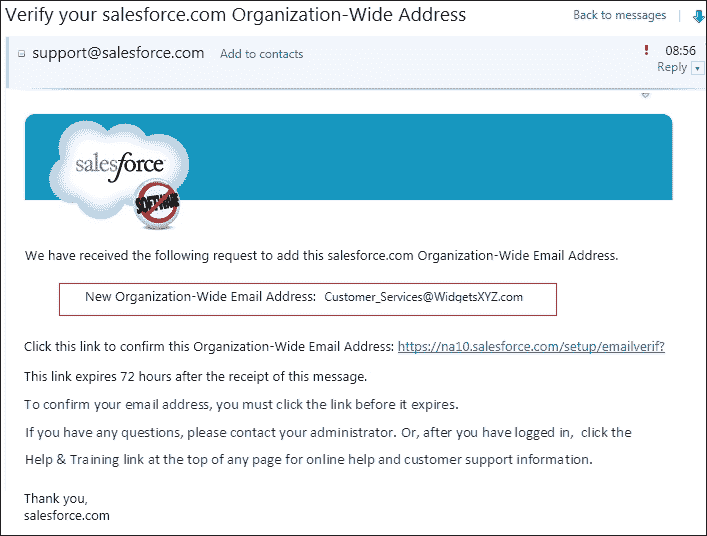 Verify your salesforce.com Organization-Wide Address
Back to messages
support@salesforce.com Add to contacts
! 08:56
Reply
salesforce
SOFTWARE
We have received the following request to add this salesforce.com Organization-Wide Email Address.
New Organization-Wide Email Address: Customer_Services@WidgetsXYZ.com
Click this link to confirm this Organization-Wide Email Address: https://na10.salesforce.com/setup/emailverif?
This link expires 72 hours after the receipt of this message.
To confirm your email address, you must click the link before it expires.
If you have any questions, please contact your administrator. Or, after you have logged in, click the
Help & Training link at the top of any page for online help and customer support information.
Thank you,
salesforce.com